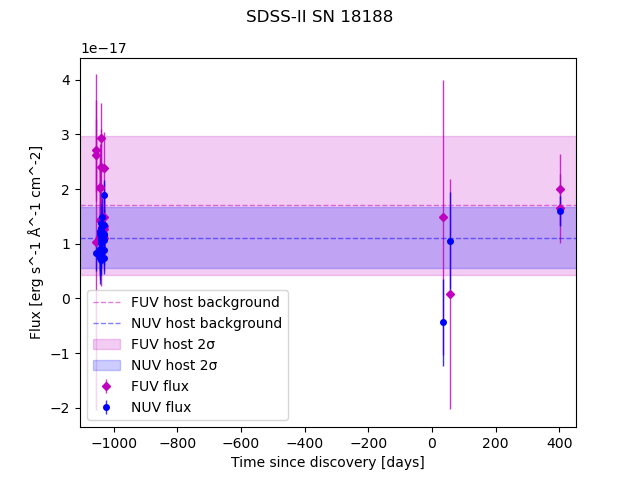 SDSS-II SN 18188
1e−17
4
3
2
1
0
−1
−2
Flux [erg s^-1 Å^-1 cm^-2]
FUV host background
NUV host background
FUV host 2σ
NUV host 2σ
FUV flux
NUV flux
−1000 −800 −600 −400 −200 0 200 400
Time since discovery [days]